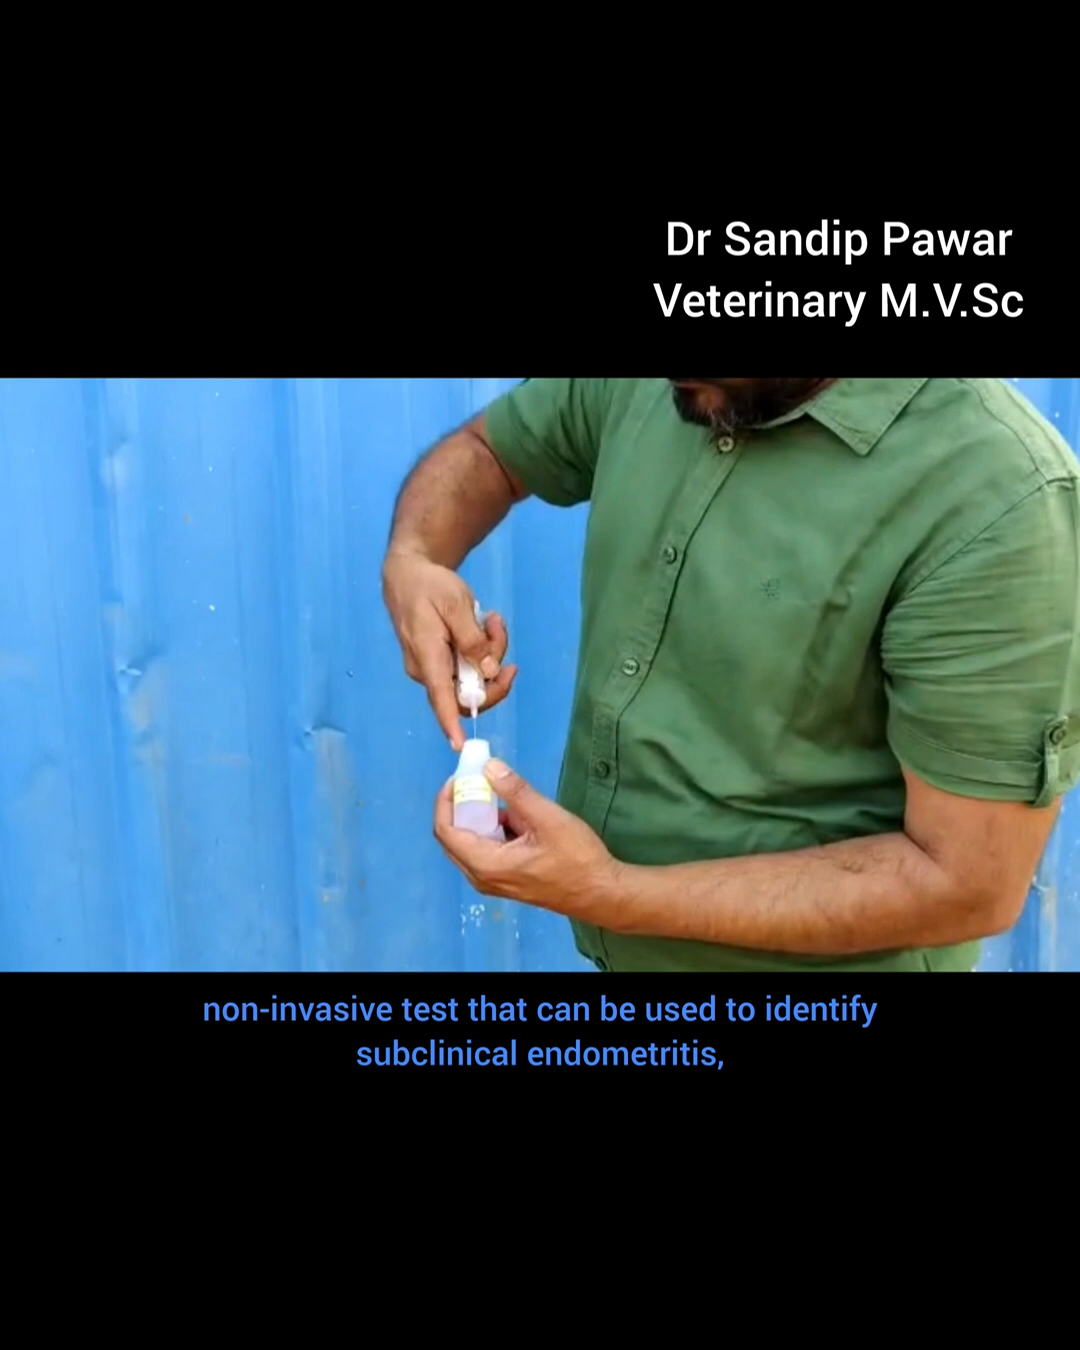 Dr Sandip Pawar
Veterinary M.V.Sc
non-invasive test that can be used to identify
subclinical endometritis,